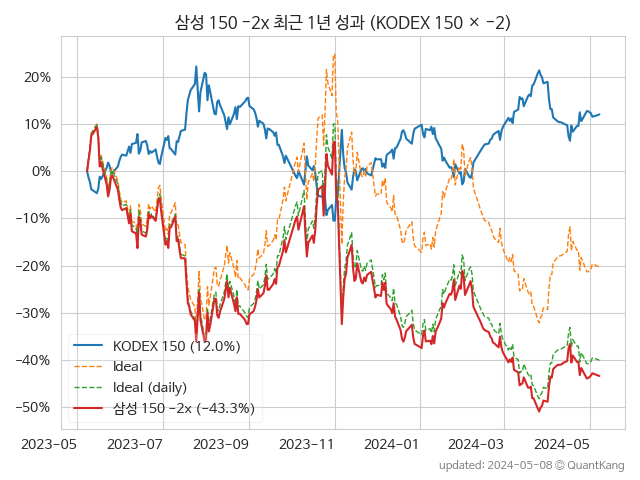 삼성 150 −2x 최근 1년 성과 (KODEX 150 × −2)
20%
10%
0%
−10%
−20%
−30%
−40%
−50%
KODEX 150 (12.0%)
Ideal
Ideal (daily)
삼성 150 −2x (−43.3%)
2023−05 2023−07 2023−09 2023−11 2024−01 2024−03 2024−05
updated: 2024-05-08 ⓒ QuantKang